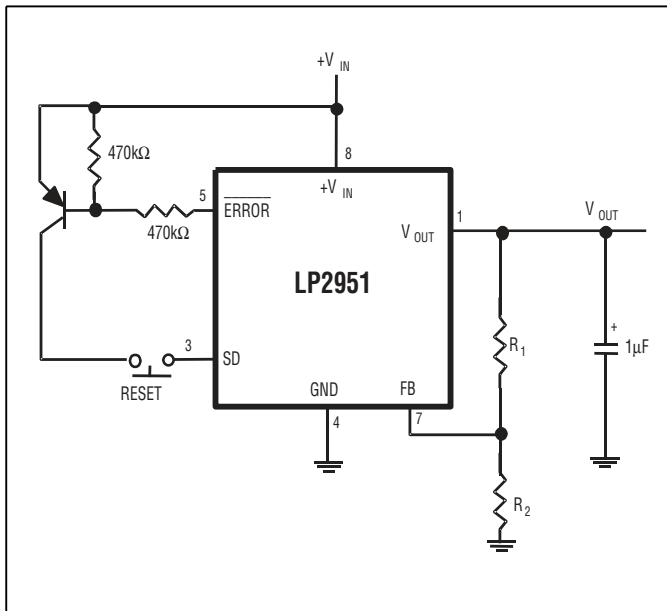 +V IN
470kΩ
8
5
+V IN
ERROR
470kΩ
1
V OUT
V OUT
LP2951
R1
+
1µF
3
SD
RESET
GND
FB
4
7
R2